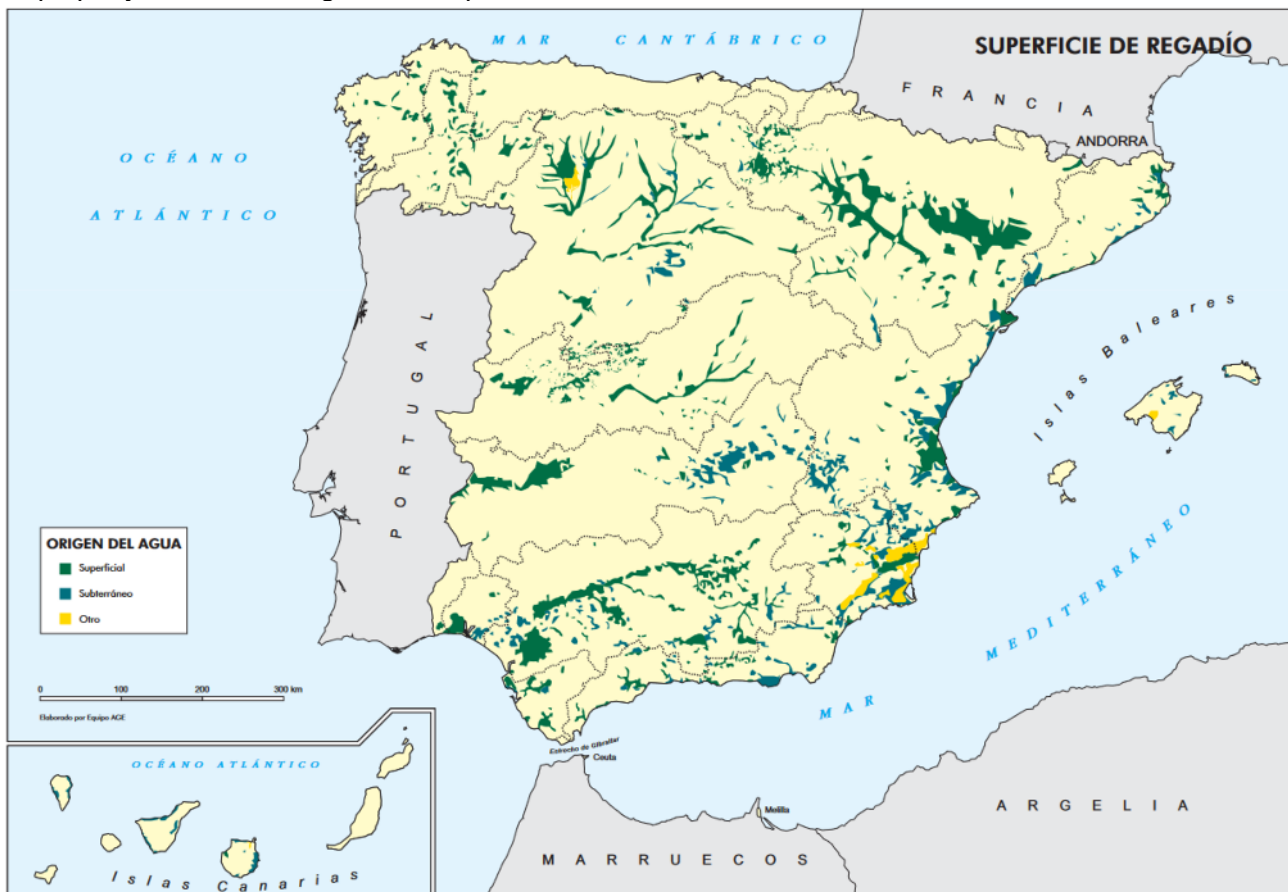 MAR CANTÁBRICO
SUPERFICIE DE REGADÍO
FRANCIA
ANDORRA
OCÉANO
ATLÁNTICO
PORTUGAL
Islas Baleares
MAR MEDITERRÁNEO
ORIGEN DEL AGUA
Superficial
Subterráneo
Otro
0 100 200 300 km
Elaborado por Equipo AGE
Estrecho de Gibraltar
Ceuta
Melilla
MARRUECOS
ARGELIA
OCÉANO ATLÁNTICO
Islas Canarias